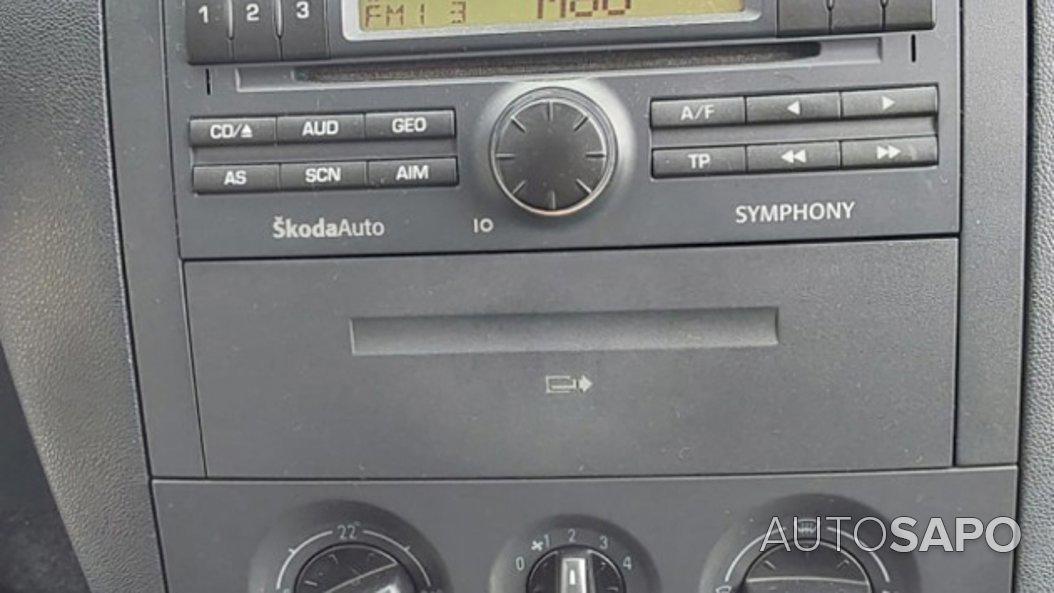 FM1 3
1 2 3
CD/▲ AUD GEO
AS SCN AIM
A/F
TP
ŠkodaAuto
IO
SYMPHONY
22°
0 1 2 3 4
AUTOSAPO